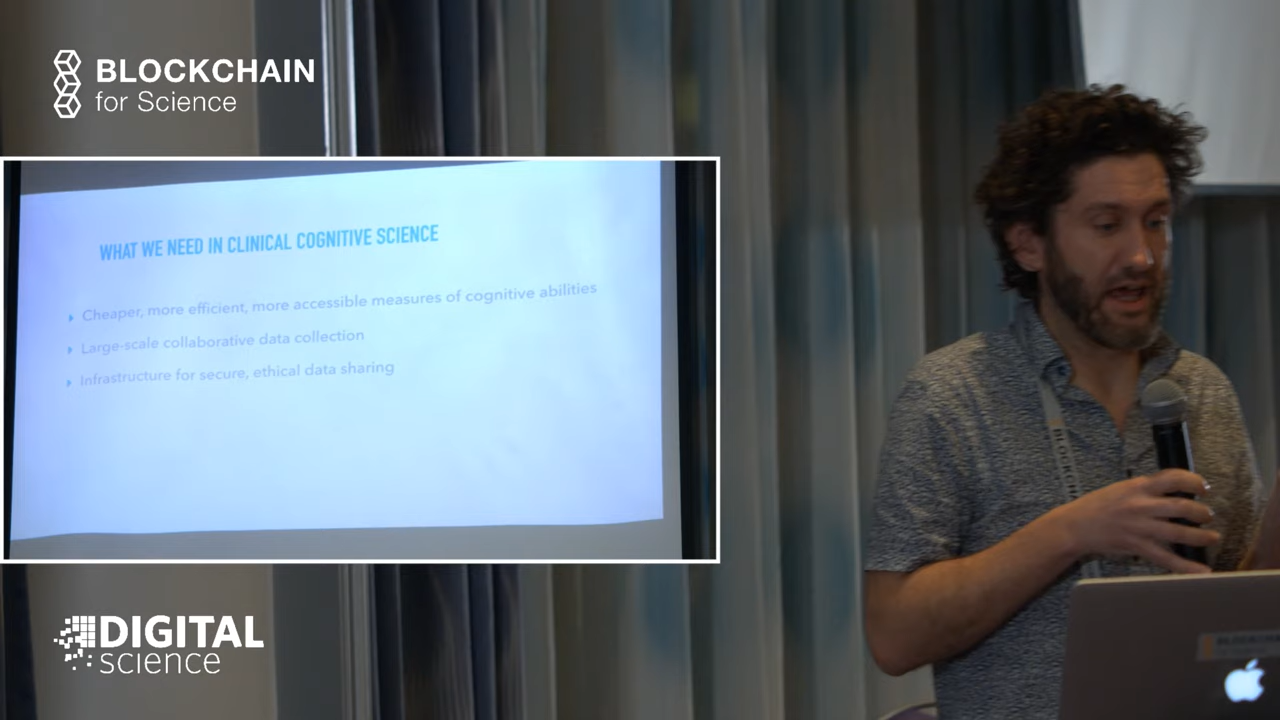 BLOCKCHAIN
for Science
WHAT WE NEED IN CLINICAL COGNITIVE SCIENCE
Cheaper, more efficient, more accessible measures of cognitive abilities
Large-scale collaborative data collection
Infrastructure for secure, ethical data sharing
DIGITAL
science
BLOCKCH